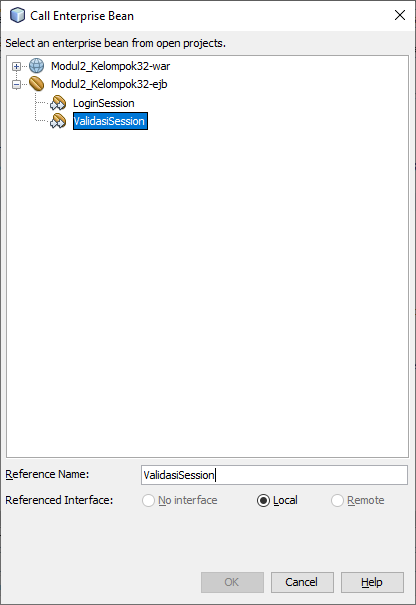 Call Enterprise Bean
Select an enterprise bean from open projects.
Modul2_Kelompok32-war
Modul2_Kelompok32-ejb
LoginSession
ValidasiSession
Reference Name:
ValidasiSession
Referenced Interface:
No interface
Local
Remote
OK
Cancel
Help